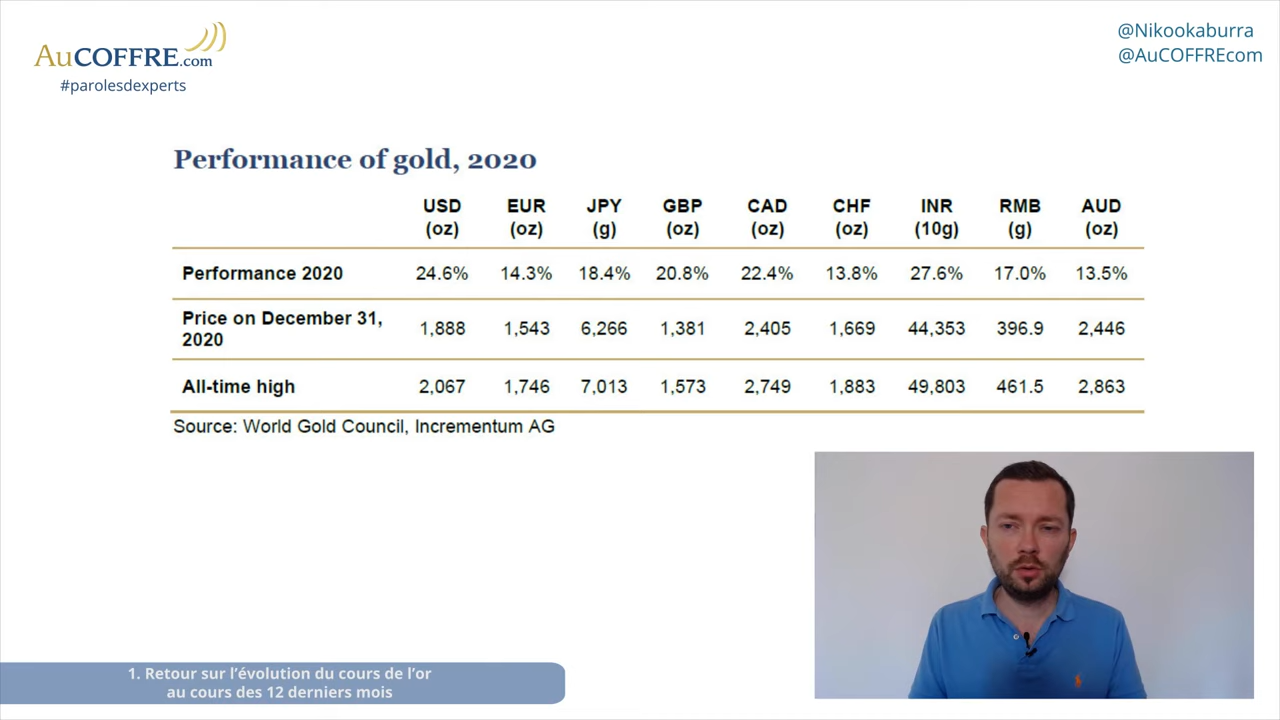 AuCOFFRE.com
#parolesdexperts
@Nikookaburra
@AuCOFFREcom
Performance of gold, 2020
USD EUR JPY GBP CAD CHF INR RMB AUD
(oz) (oz) (g) (oz) (oz) (oz) (10g) (g) (oz)
Performance 2020 24.6% 14.3% 18.4% 20.8% 22.4% 13.8% 27.6% 17.0% 13.5%
Price on December 31,
2020 1,888 1,543 6,266 1,381 2,405 1,669 44,353 396.9 2,446
All-time high 2,067 1,746 7,013 1,573 2,749 1,883 49,803 461.5 2,863
Source: World Gold Council, Incrementum AG
1. Retour sur l’évolution du cours de l’or
au cours des 12 derniers mois